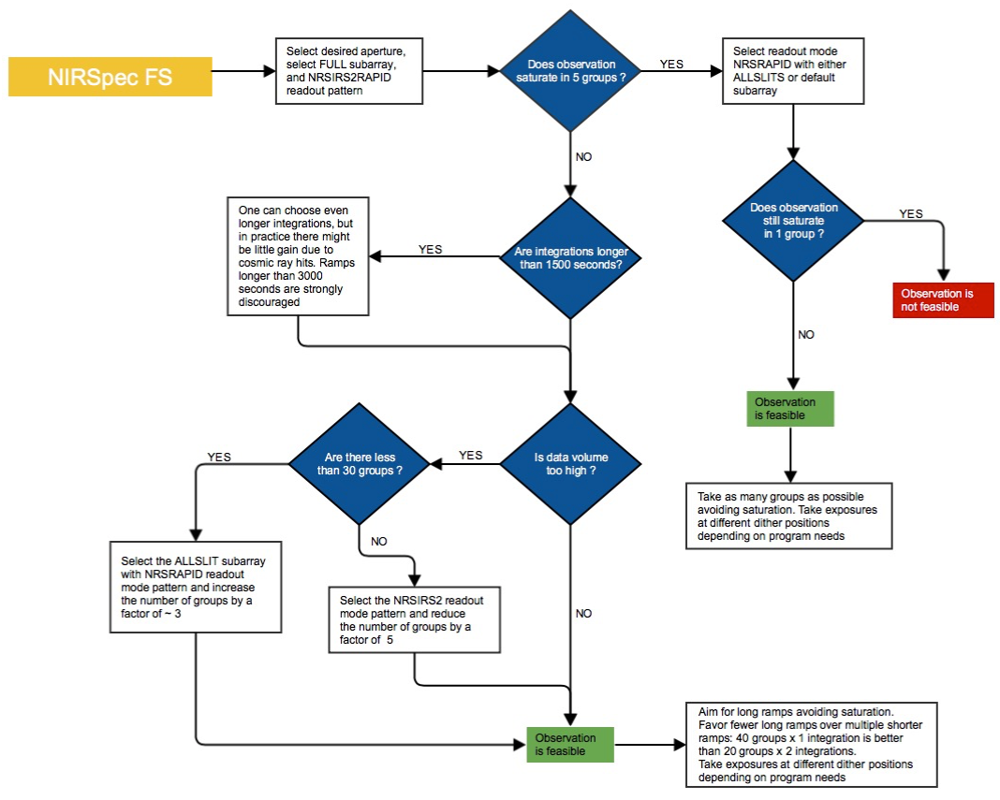 NIRSpec FS
Select desired aperture,
select FULL subarray,
and NRSIRS2RAPID
readout pattern
Does observation
saturate in 5 groups ?
YES
Select readout mode
NRSRAPID with either
ALLSLITS or default
subarray
NO
Does observation
still saturate
in 1 group ?
YES
Observation is
not feasible
NO
Observation
is feasible
Take as many groups as possible
avoiding saturation. Take exposures
at different dither positions
depending on program needs
Are integrations longer
than 1500 seconds?
YES
One can choose even
longer integrations, but
in practice there might
be little gain due to
cosmic ray hits. Ramps
longer than 3000
seconds are strongly
discouraged
Is data volume
too high ?
YES
Are there less
than 30 groups ?
YES
Select the ALLSLIT subarray
with NRSRAPID readout
mode pattern and increase
the number of groups by a
factor of ~ 3
NO
Select the NRSIRS2 readout
mode pattern and reduce
the number of groups by a
factor of 5
NO
Observation
is feasible
Aim for long ramps avoiding saturation.
Favor fewer long ramps over multiple shorter
ramps: 40 groups x 1 integration is better
than 20 groups x 2 integrations.
Take exposures at different dither positions
depending on program needs